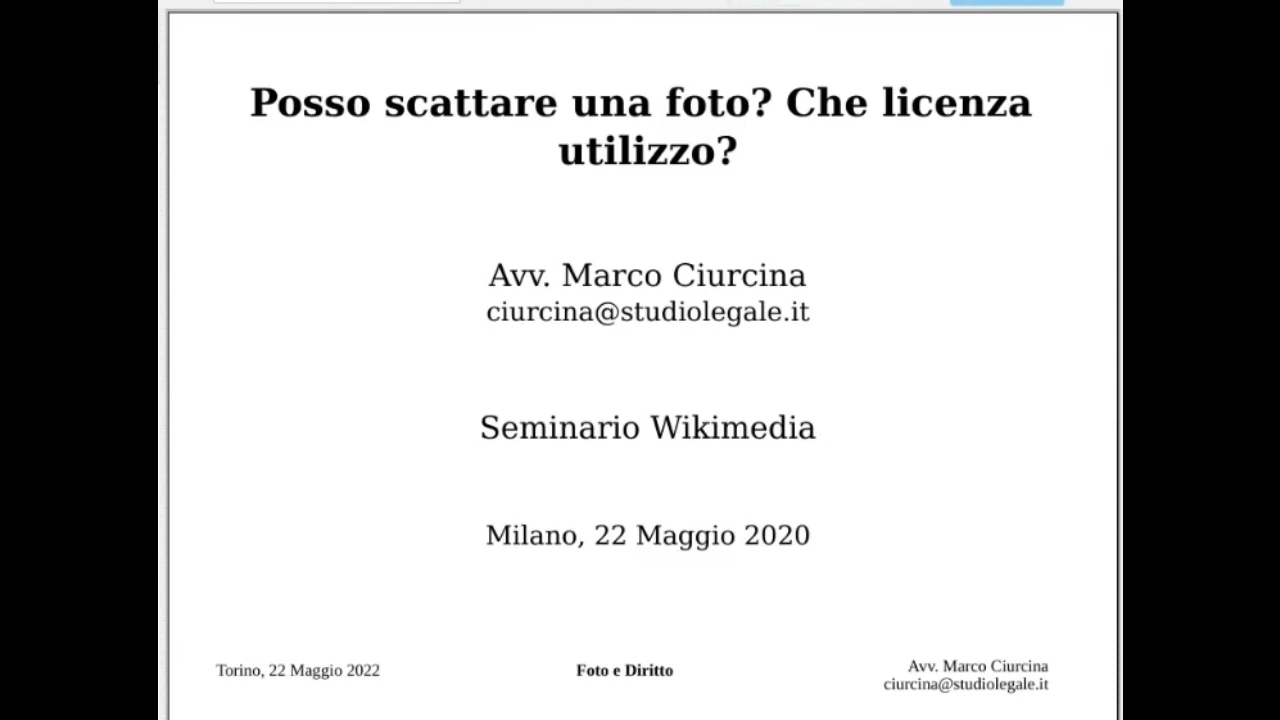 Posso scattare una foto? Che licenza
utilizzo?
Avv. Marco Ciurcina
ciurcina@studiolegale.it
Seminario Wikimedia
Milano, 22 Maggio 2020
Torino, 22 Maggio 2022
Foto e Diritto
Avv. Marco Ciurcina
ciurcina@studiolegale.it